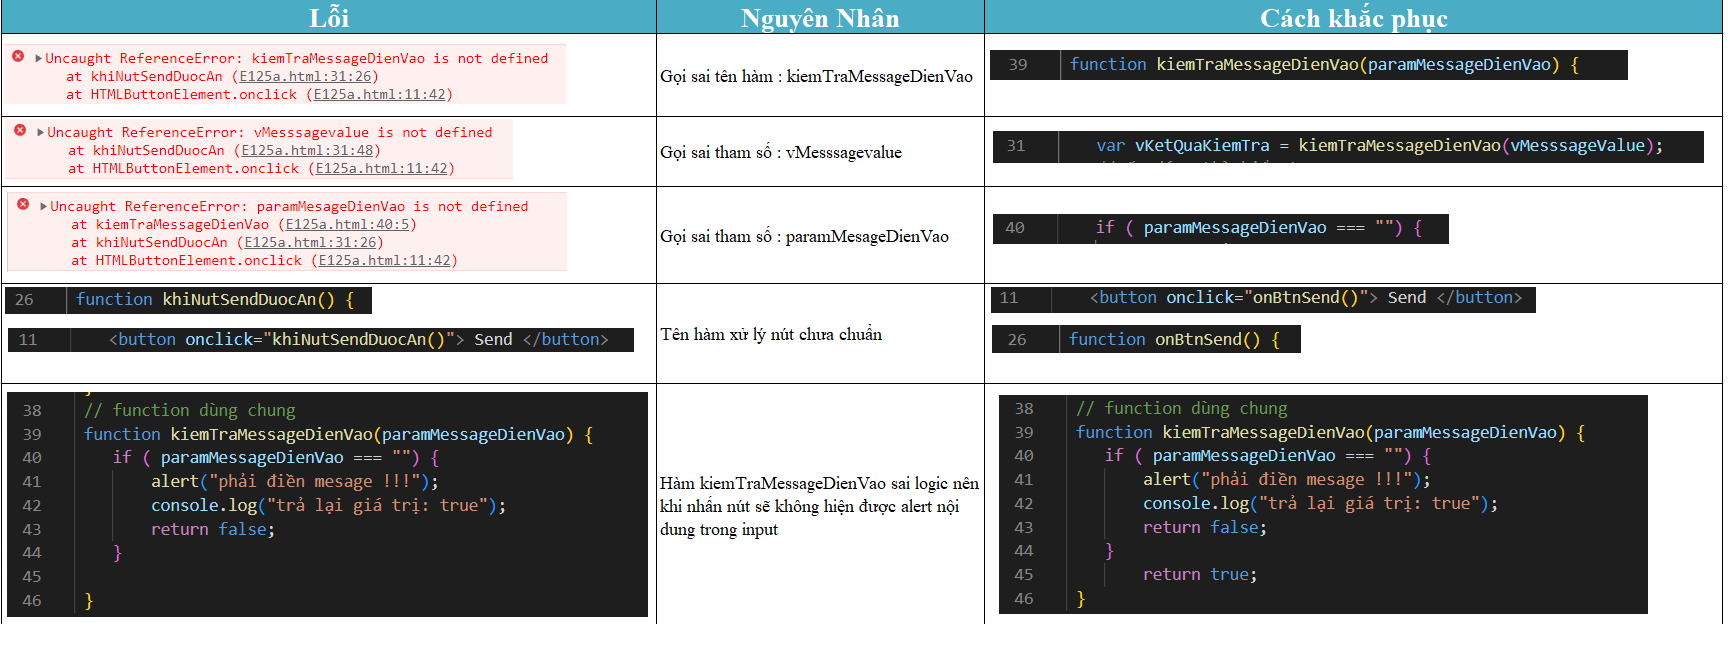 Lỗi
Nguyên Nhân
Cách khắc phục
Uncaught ReferenceError: kiemTraMessageDienVao is not defined
at khiNutSendDuocAn (E125a.html:31:26)
at HTMLButtonElement.onclick (E125a.html:11:42)
Gọi sai tên hàm : kiemTraMessageDienVao
39 function kiemTraMessageDienVao(paramMessageDienVao) {
Uncaught ReferenceError: vMesssagevalue is not defined
at khiNutSendDuocAn (E125a.html:31:48)
at HTMLButtonElement.onclick (E125a.html:11:42)
Gọi sai tham số : vMesssagevalue
31 var vKetQuaKiemTra = kiemTraMessageDienVao(vMesssageValue);
Uncaught ReferenceError: paramMesageDienVao is not defined
at kiemTraMessageDienVao (E125a.html:40:5)
at khiNutSendDuocAn (E125a.html:31:26)
at HTMLButtonElement.onclick (E125a.html:11:42)
Gọi sai tham số : paramMesageDienVao
40 if ( paramMessageDienVao === "") {
26 function khiNutSendDuocAn() {
11 <button onclick="khiNutSendDuocAn()"> Send </button>
Tên hàm xử lý nút chưa chuẩn
11 <button onclick="onBtnSend()"> Send </button>
26 function onBtnSend() {
38 // function dùng chung
39 function kiemTraMessageDienVao(paramMessageDienVao) {
40 if ( paramMessageDienVao === "") {
41 alert("phải điền mesage !!!");
42 console.log("trả lại giá trị: true");
43 return false;
44 }
45
46 }
Hàm kiemTraMessageDienVao sai logic nên
khi nhấn nút sẽ không hiện được alert nội
dung trong input
38 // function dùng chung
39 function kiemTraMessageDienVao(paramMessageDienVao) {
40 if ( paramMessageDienVao === "") {
41 alert("phải điền mesage !!!");
42 console.log("trả lại giá trị: true");
43 return false;
44 }
45 return true;
46 }